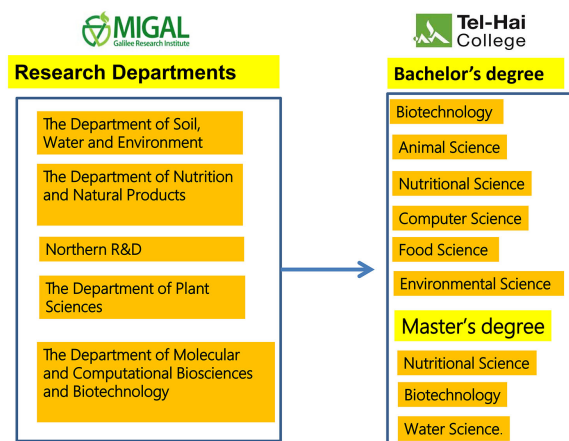 MIGAL
Galilee Research Institute
Research Departments
The Department of Soil,
Water and Environment
The Department of Nutrition
and Natural Products
Northern R&D
The Department of Plant
Sciences
The Department of Molecular
and Computational Biosciences
and Biotechnology
Tel-Hai
College
Bachelor's degree
Biotechnology
Animal Science
Nutritional Science
Computer Science
Food Science
Environmental Science
Master's degree
Nutritional Science
Biotechnology
Water Science.